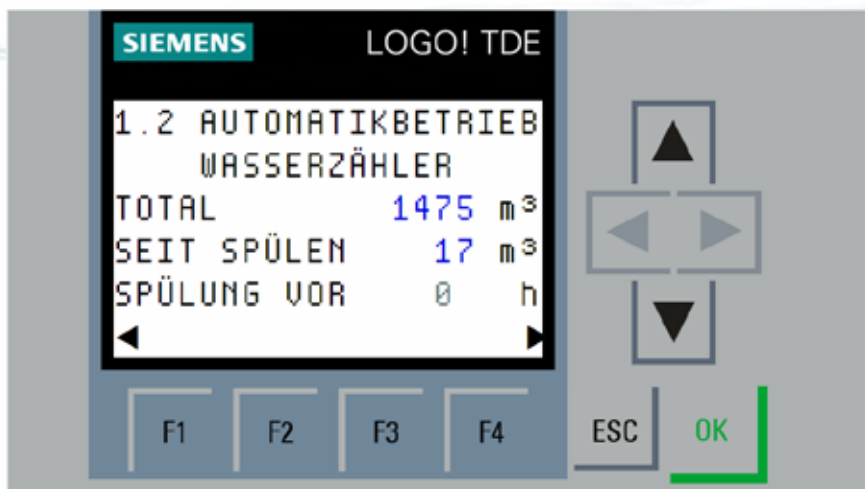 SIEMENS LOGO! TDE
1.2 AUTOMATIKBETRIEB
WASSERZÄHLER
TOTAL 1475 m³
SEIT SPÜLEN 17 m³
SPÜLUNG VOR 0 h
F1 F2 F3 F4 ESC OK